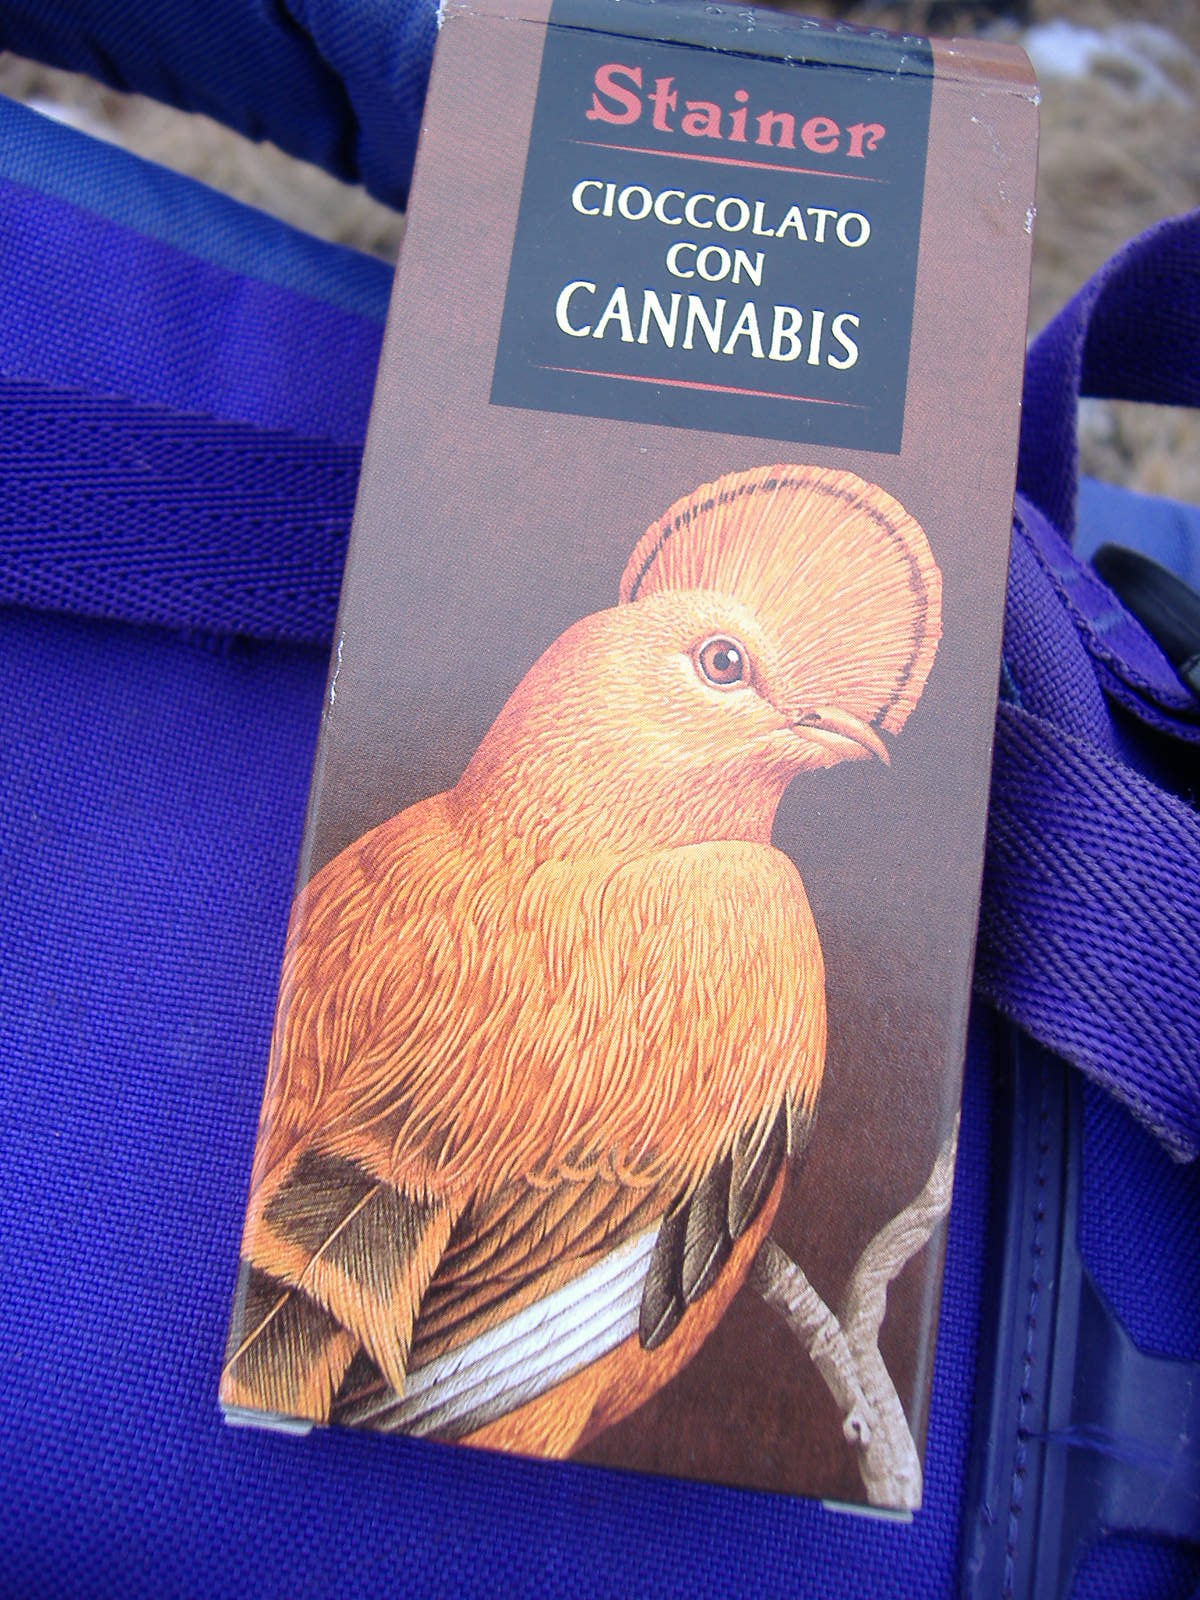 Stainer
CIOCCOLATO
CON
CANNABIS